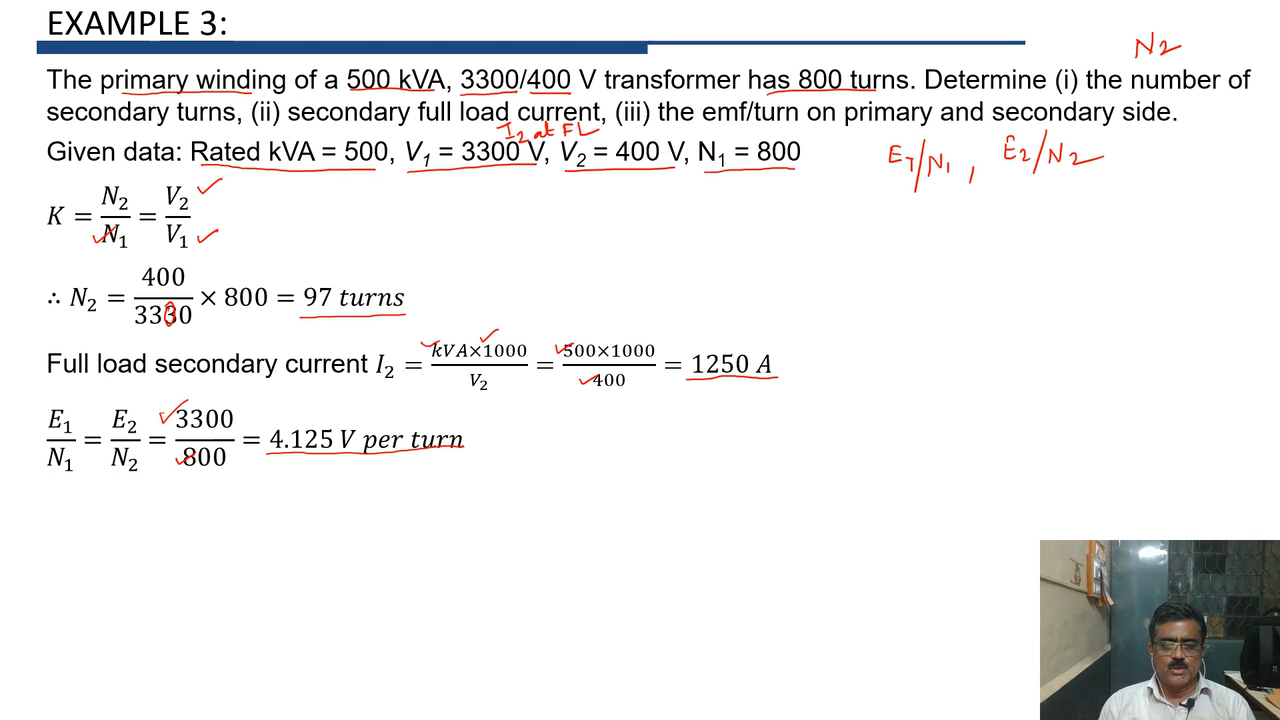 EXAMPLE 3:
N2
The primary winding of a 500 kVA, 3300/400 V transformer has 800 turns. Determine (i) the number of
secondary turns, (ii) secondary full load current, (iii) the emf/turn on primary and secondary side.
I2 at FL
Given data: Rated kVA = 500, V₁ = 3300 V, V₂ = 400 V, N₁ = 800
E1/N1, E2/N2
K = N₂/N₁ = V₂/V₁
∴ N₂ = 400/3330 × 800 = 97 turns
0
Full load secondary current I₂ = kVA×1000/V₂ = 500×1000/400 = 1250 A
E₁/N₁ = E₂/N₂ = 3300/800 = 4.125 V per turn